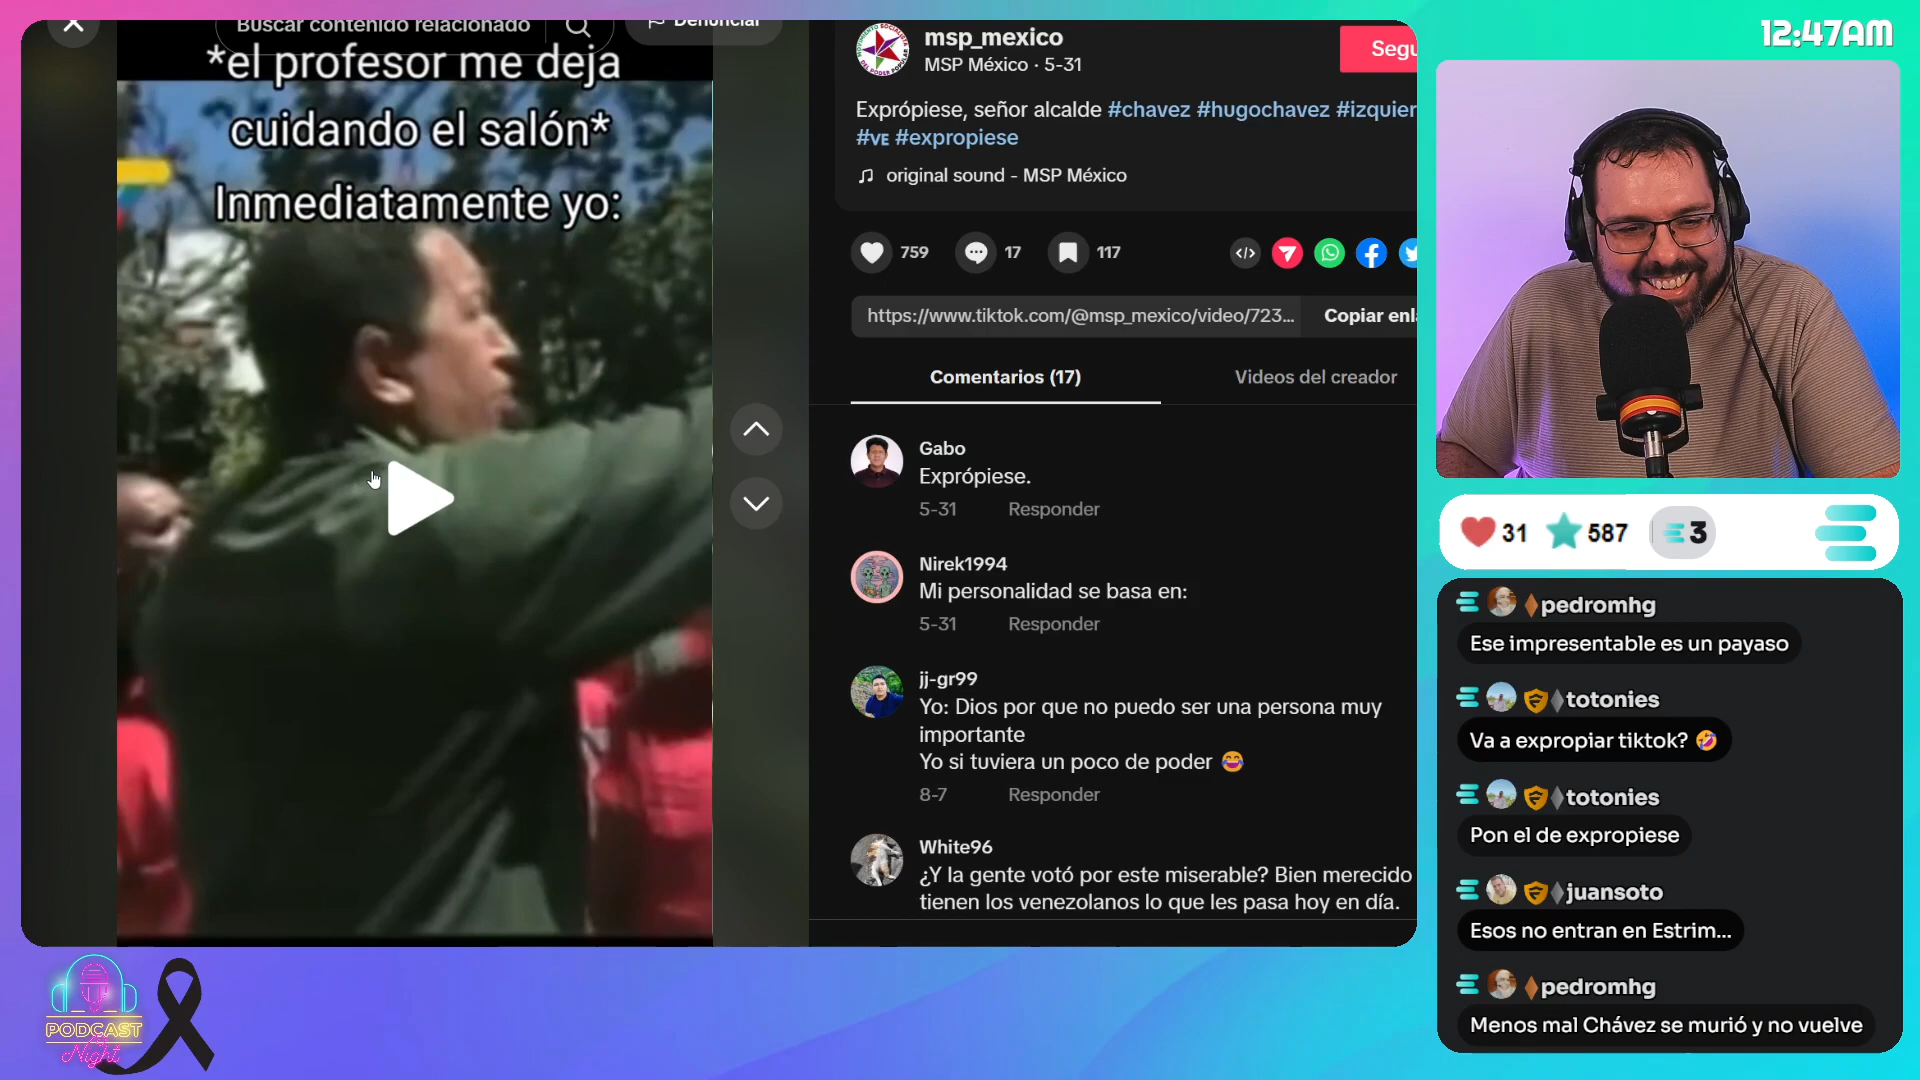 Buscar contenido relacionado
Denunciar
*el profesor me deja
cuidando el salón*
Inmediatamente yo:
msp_mexico
MSP México · 5-31
Segu
Exprópiese, señor alcalde #chavez #hugochavez #izquier
#VE #expropiese
original sound - MSP México
759
17
117
https://www.tiktok.com/@msp_mexico/video/723...
Copiar enla
Comentarios (17)
Videos del creador
Gabo
Exprópiese.
5-31 Responder
Nirek1994
Mi personalidad se basa en:
5-31 Responder
jj-gr99
Yo: Dios por que no puedo ser una persona muy
importante
Yo si tuviera un poco de poder 😂
8-7 Responder
White96
¿Y la gente votó por este miserable? Bien merecido
tienen los venezolanos lo que les pasa hoy en día.
12:47AM
31
587
3
pedromhg
Ese impresentable es un payaso
totonies
Va a expropiar tiktok? 🤣
totonies
Pon el de expropiese
juansoto
Esos no entran en Estrim...
pedromhg
Menos mal Chávez se murió y no vuelve
PODCAST
Night